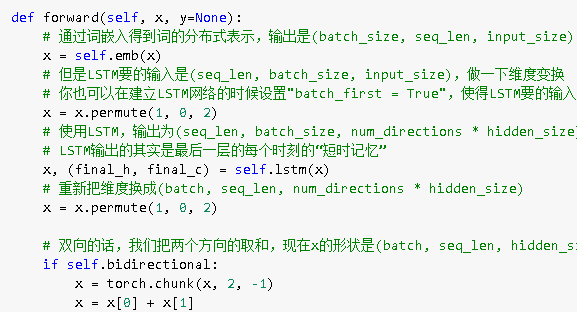 def forward(self, x, y=None):
    # 通过词嵌入得到词的分布式表示，输出是(batch_size, seq_len, input_size)
    x = self.emb(x)
    # 但是LSTM要的输入是(seq_len, batch_size, input_size)，做一下维度变换
    # 你也可以在建立LSTM网络的时候设置"batch_first = True"，使得LSTM要的输入
    x = x.permute(1, 0, 2)
    # 使用LSTM，输出为(seq_len, batch_size, num_directions * hidden_size)
    # LSTM输出的其实是最后一层的每个时刻的“短时记忆”
    x, (final_h, final_c) = self.lstm(x)
    # 重新把维度换成(batch, seq_len, num_directions * hidden_size)
    x = x.permute(1, 0, 2)

    # 双向的话，我们把两个方向的取和，现在x的形状是(batch, seq_len, hidden_si
    if self.bidirectional:
        x = torch.chunk(x, 2, -1)
        x = x[0] + x[1]